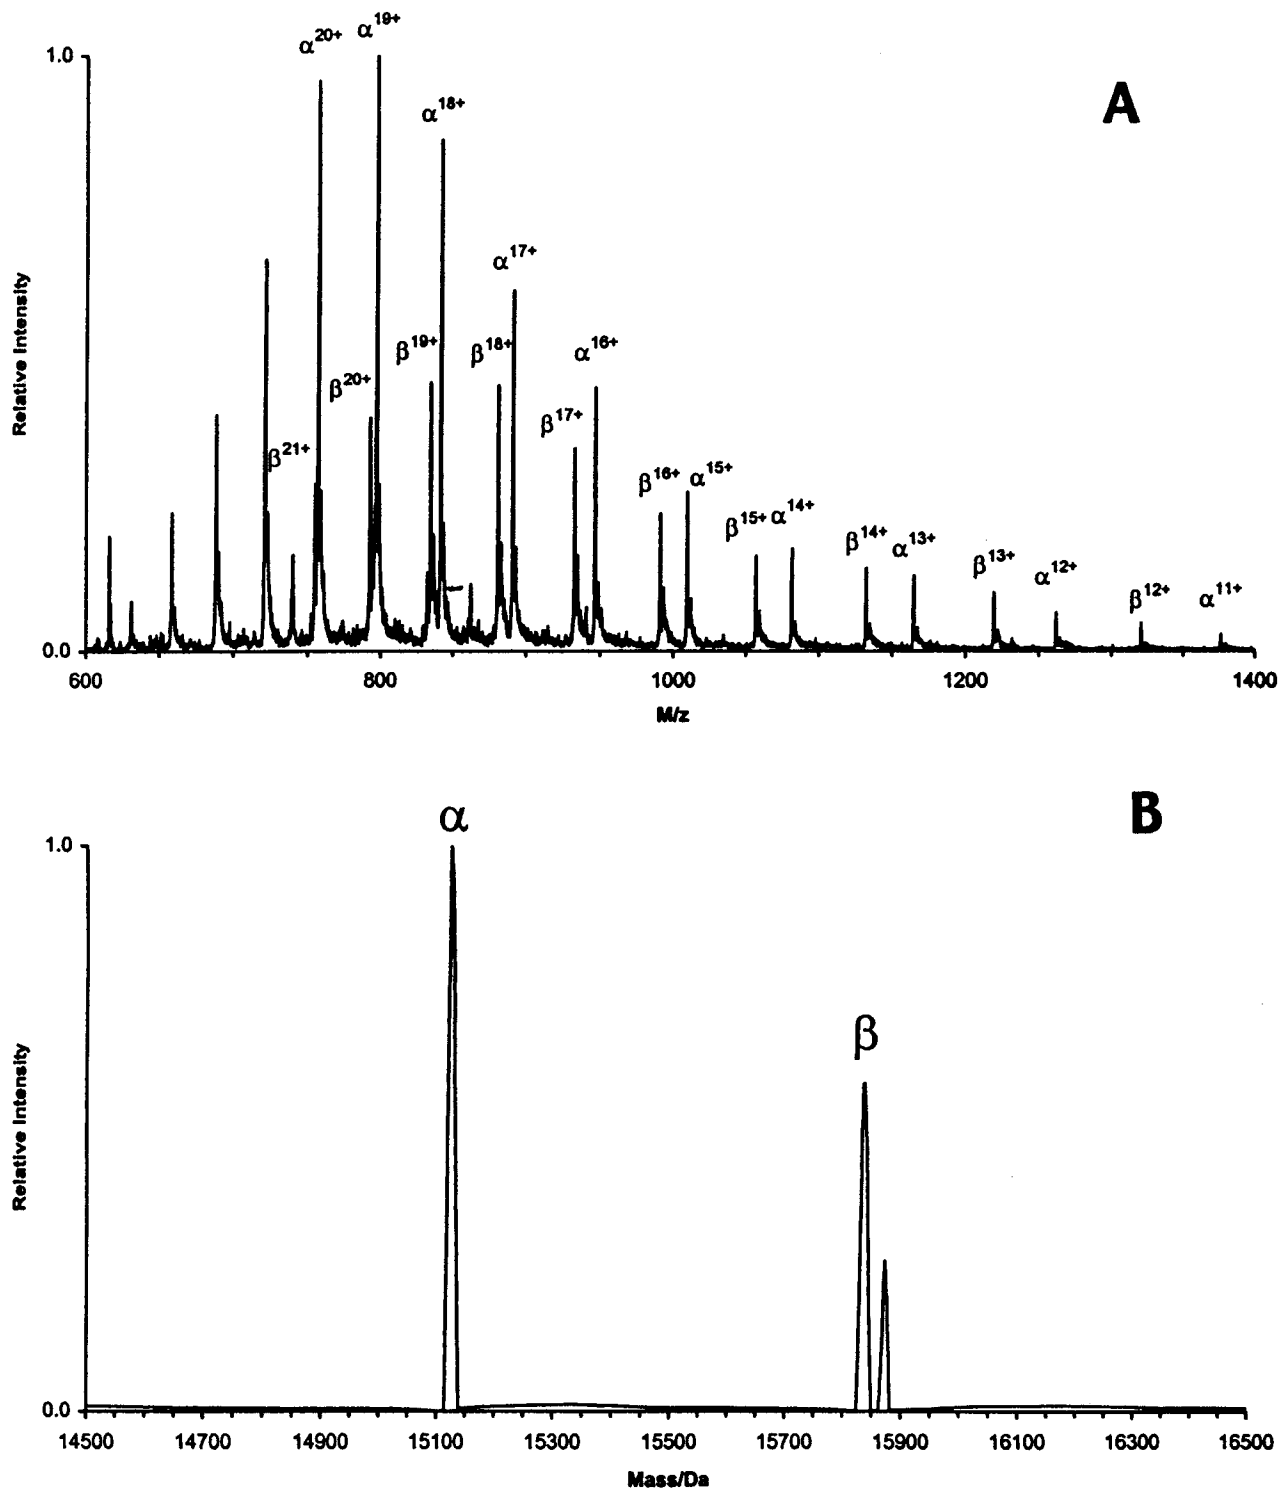 α²⁰⁺ α¹⁹⁺
1.0
A
α¹⁸⁺
α¹⁷⁺
β¹⁹⁺ β¹⁸⁺ α¹⁶⁺
β²⁰⁺
β¹⁷⁺
β²¹⁺
β¹⁶⁺ α¹⁵⁺
β¹⁵⁺ α¹⁴⁺
β¹⁴⁺ α¹³⁺
β¹³⁺ α¹²⁺
β¹²⁺ α¹¹⁺
Relative Intensity
0.0
600 800 1000 1200 1400
M/z
α
B
1.0
β
Relative Intensity
0.0
14500 14700 14900 15100 15300 15500 15700 15900 16100 16300 16500
Mass/Da